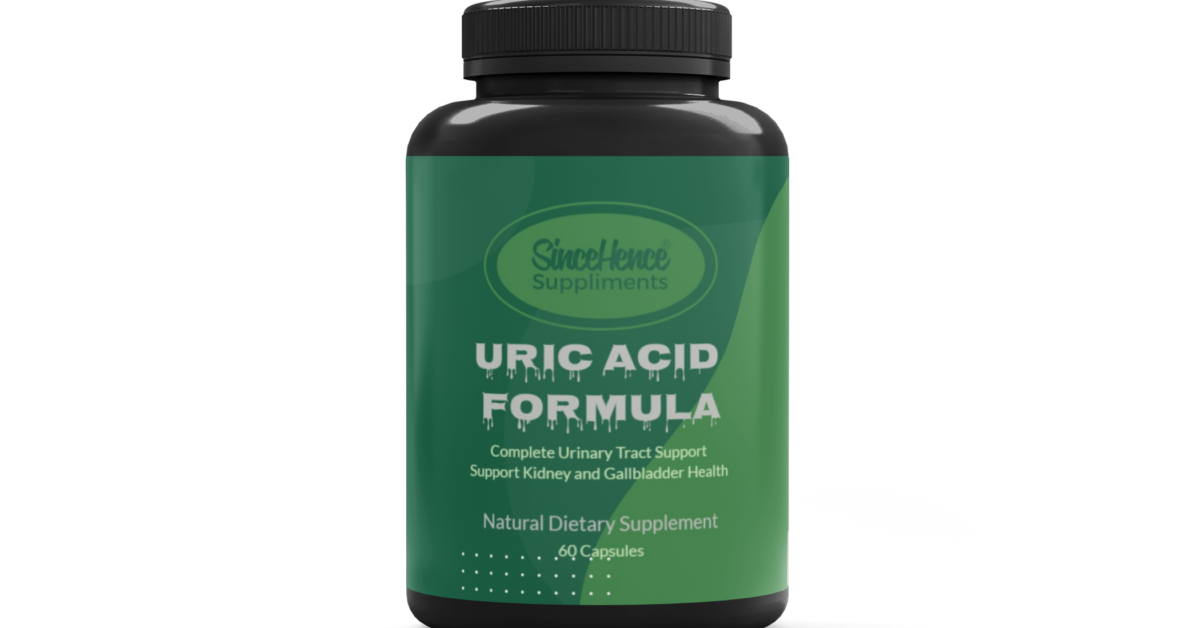 SinceHence®
Suppliments
URIC ACID
FORMULA
Complete Urinary Tract Support
Support Kidney and Gallbladder Health
Natural Dietary Supplement
60 Capsules